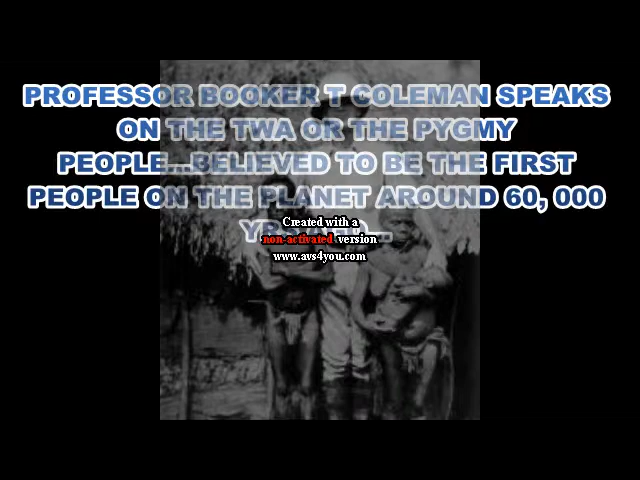 PROFESSOR BOOKER T COLEMAN SPEAKS
ON THE TWA OR THE PYGMY
PEOPLE...BELIEVED TO BE THE FIRST
PEOPLE ON THE PLANET AROUND 60, 000
Created with a
non-activated version
www.avs4you.com